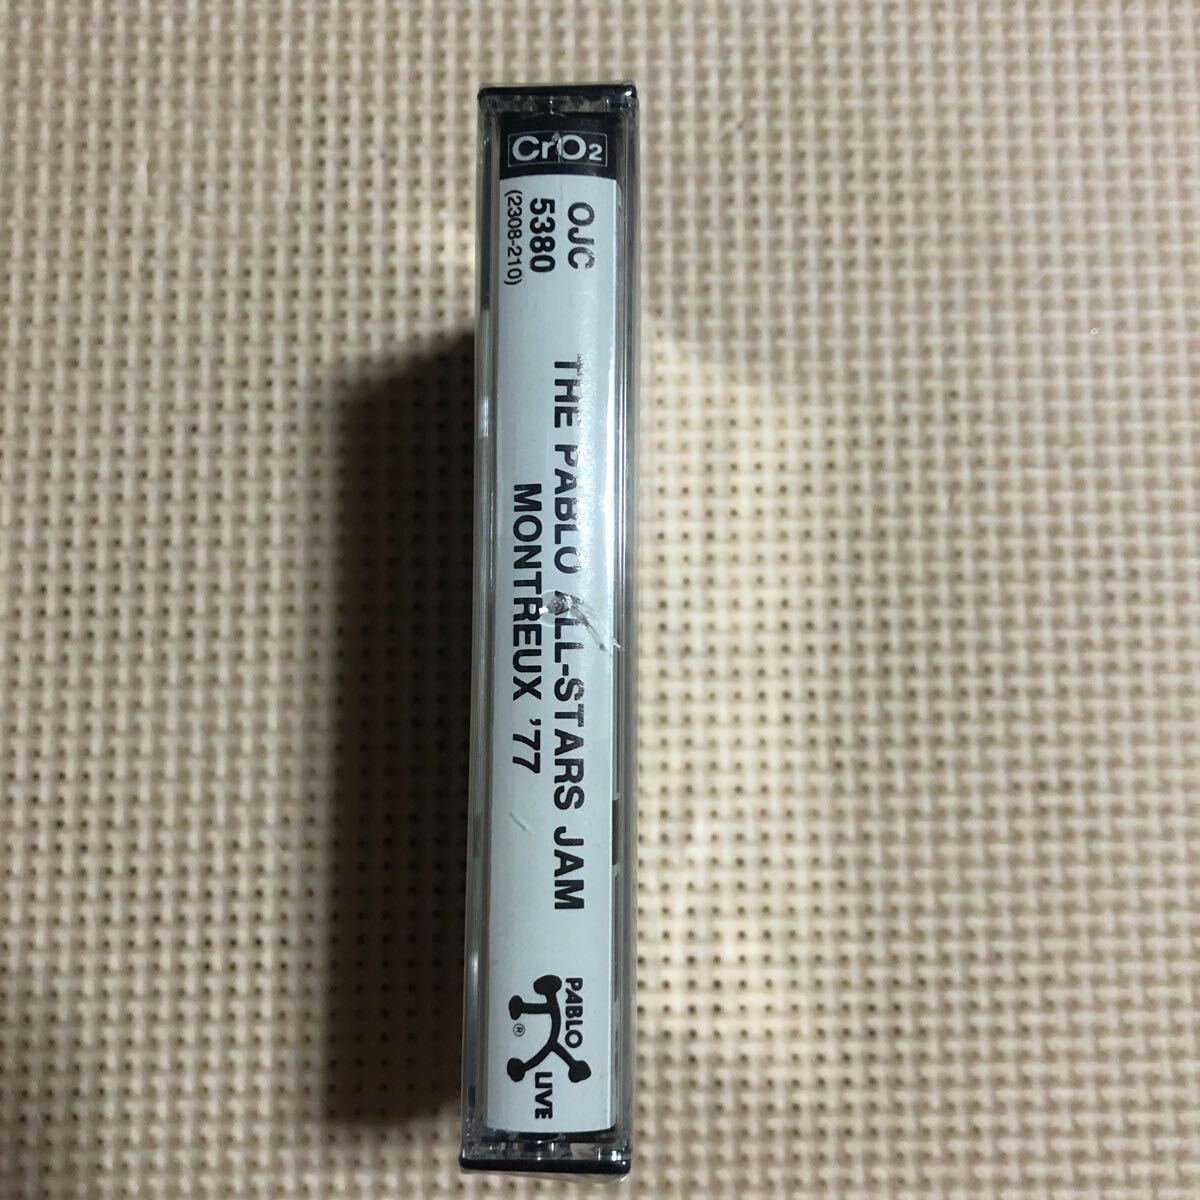 CrO2
OJC
5380
(2308-210)
THE PABLO ALL-STARS JAM
MONTREUX '77
PABLO
LIVE
®